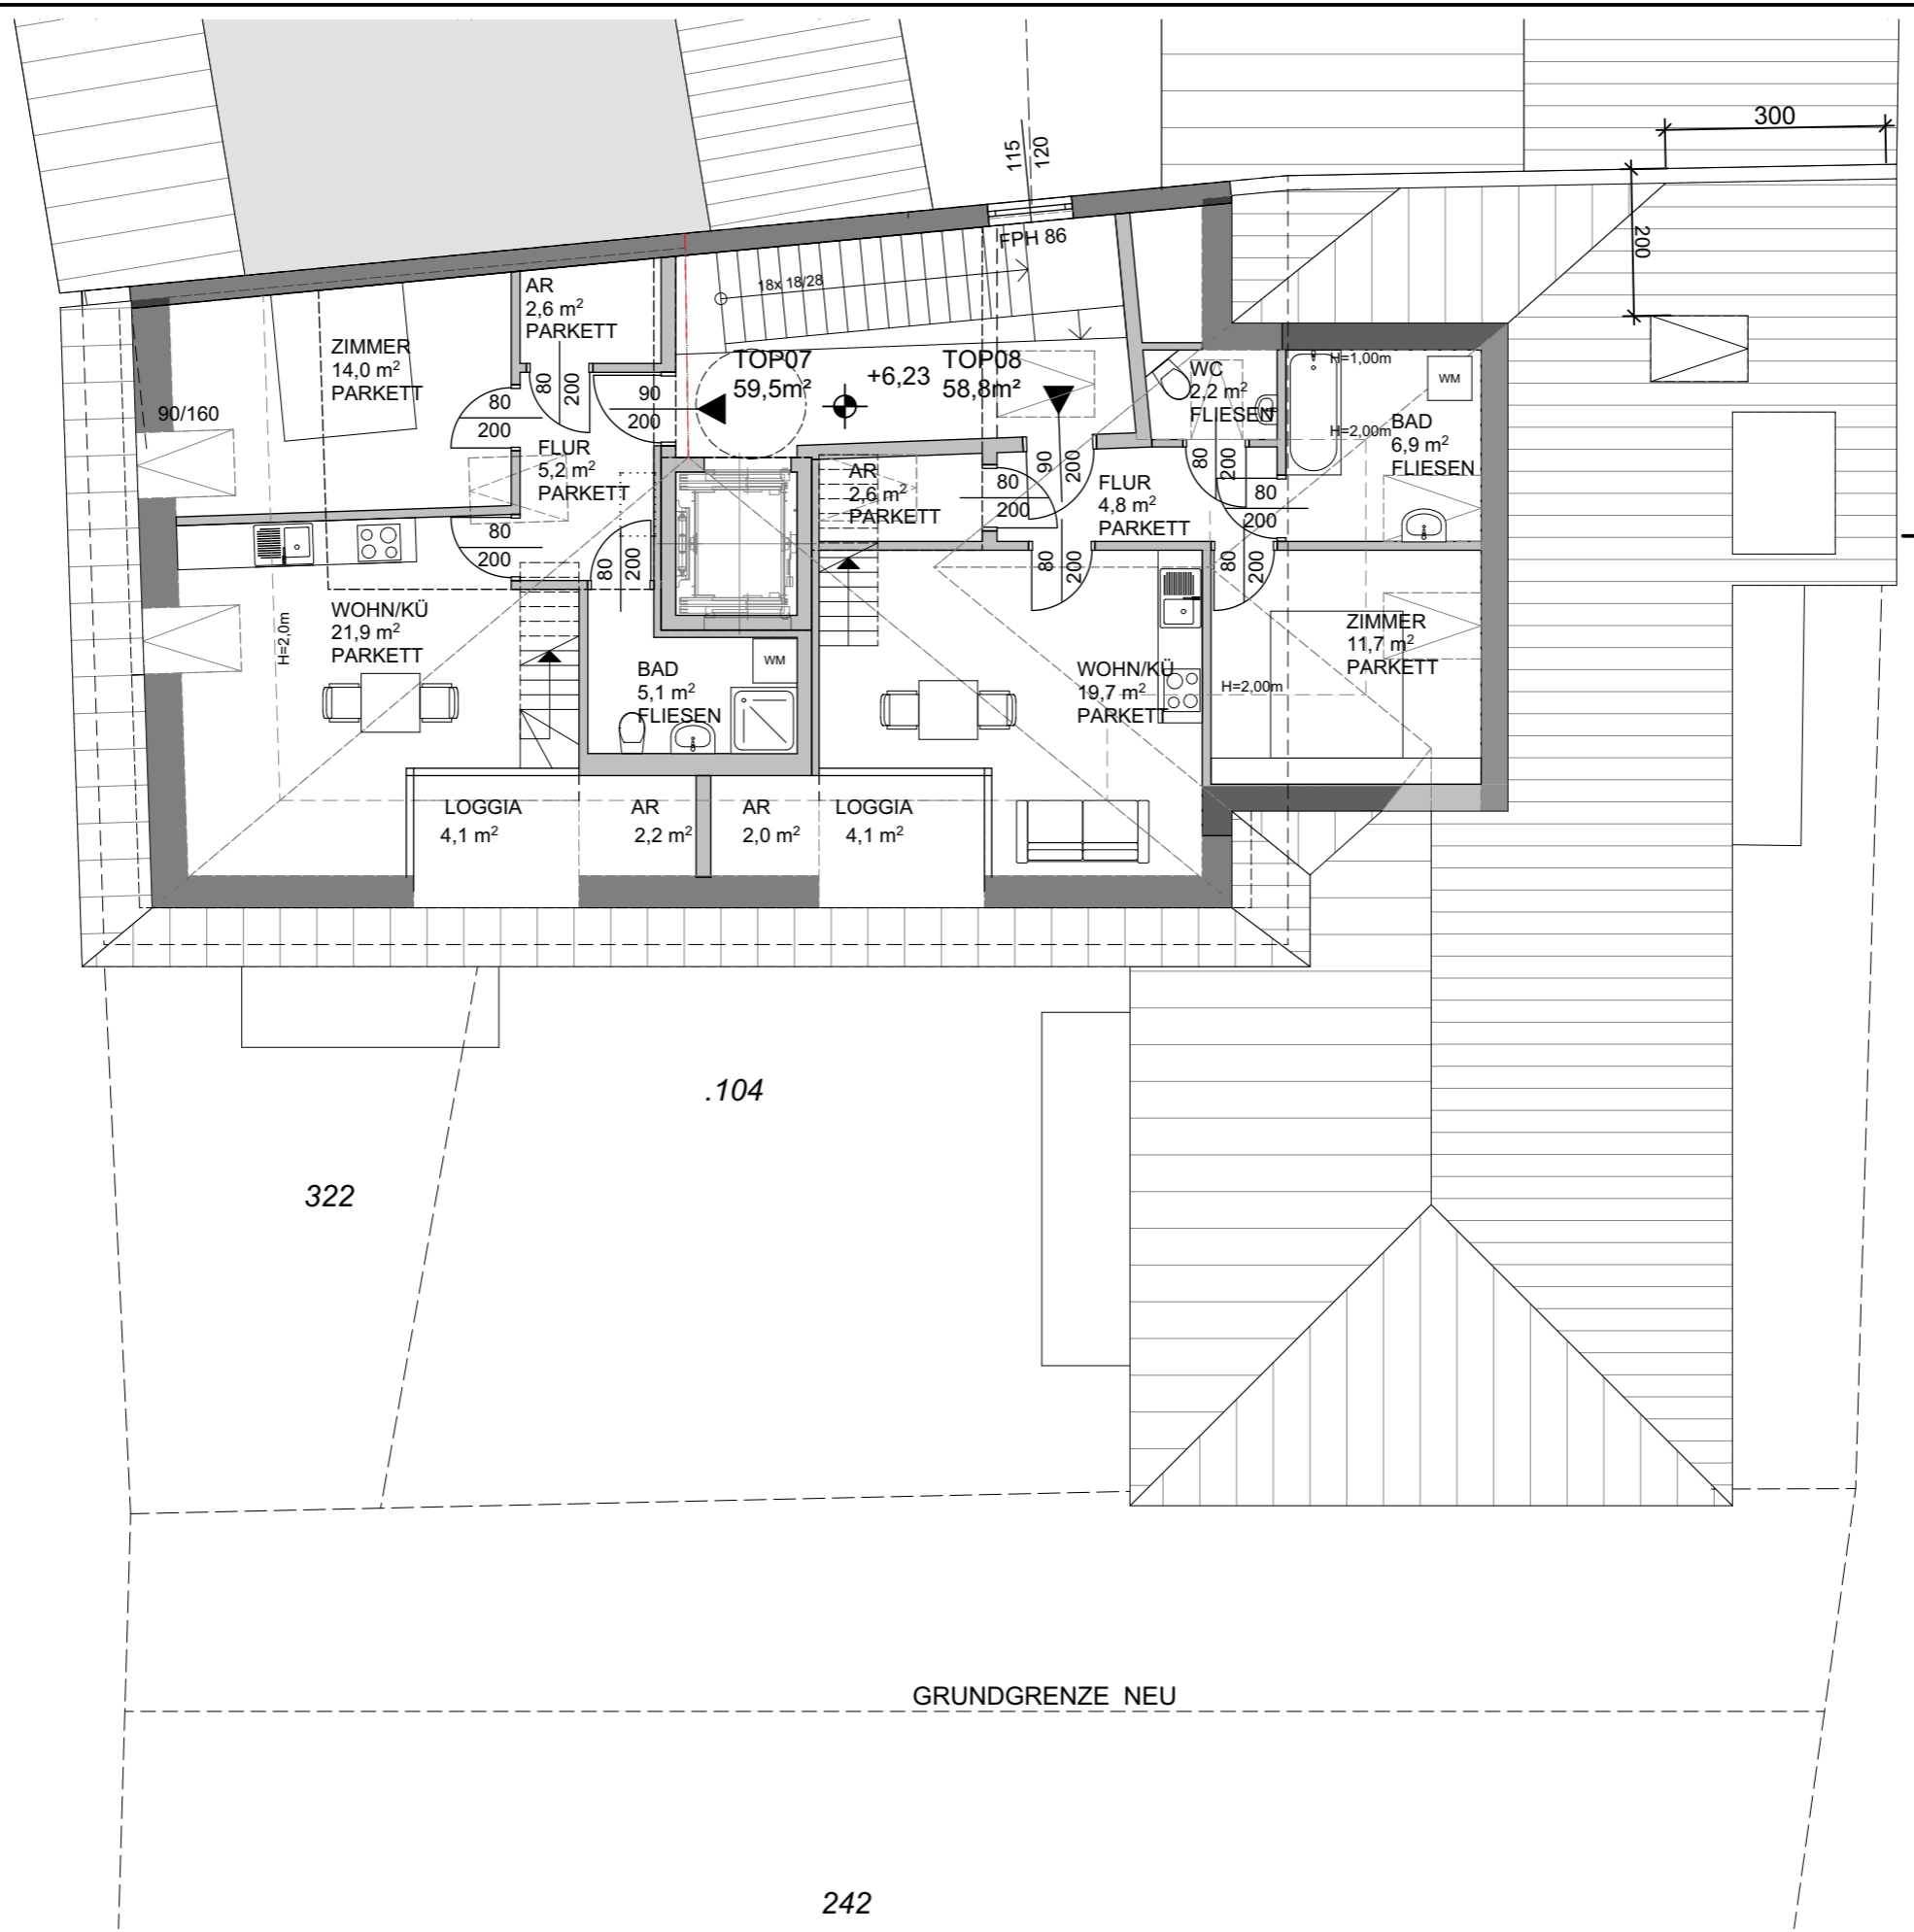 300
115
120
200
FPH 86
18x 18/28
AR
2,6 m²
PARKETT
ZIMMER
14,0 m²
PARKETT
90/160
80
200
80
200
90
200
TOP07
59,5m²
+6,23
TOP08
58,8m²
WC
2,2 m²
FLIESEN
H=1,00m
WM
H=2,00m
BAD
6,9 m²
FLIESEN
FLUR
5,2 m²
PARKETT
AR
2,6 m²
PARKETT
80
200
90
200
FLUR
4,8 m²
PARKETT
80
200
80
200
80
200
80
200
80
200
80
200
WOHN/KÜ
21,9 m²
PARKETT
H=2,0m
BAD
5,1 m²
FLIESEN
WM
WOHN/KÜ
19,7 m²
PARKETT
H=2,00m
ZIMMER
11,7 m²
PARKETT
LOGGIA
4,1 m²
AR
2,2 m²
AR
2,0 m²
LOGGIA
4,1 m²
.104
322
GRUNDGRENZE NEU
242